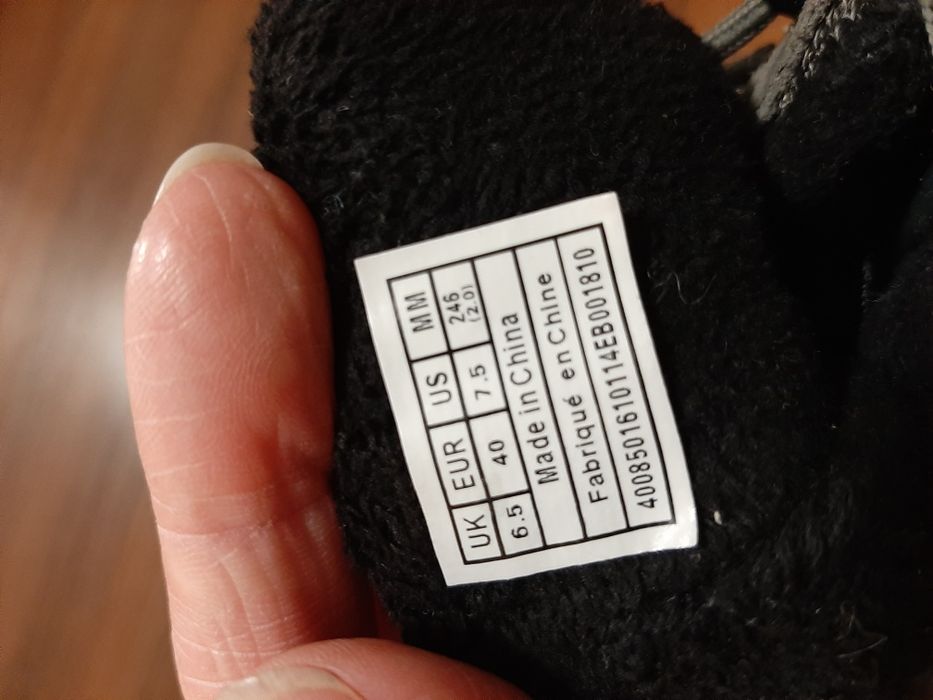 UK EUR US MM
6.5 40 7.5 246 (2.0)
Made in China
Fabriqué en Chine
4008501610114EB001810